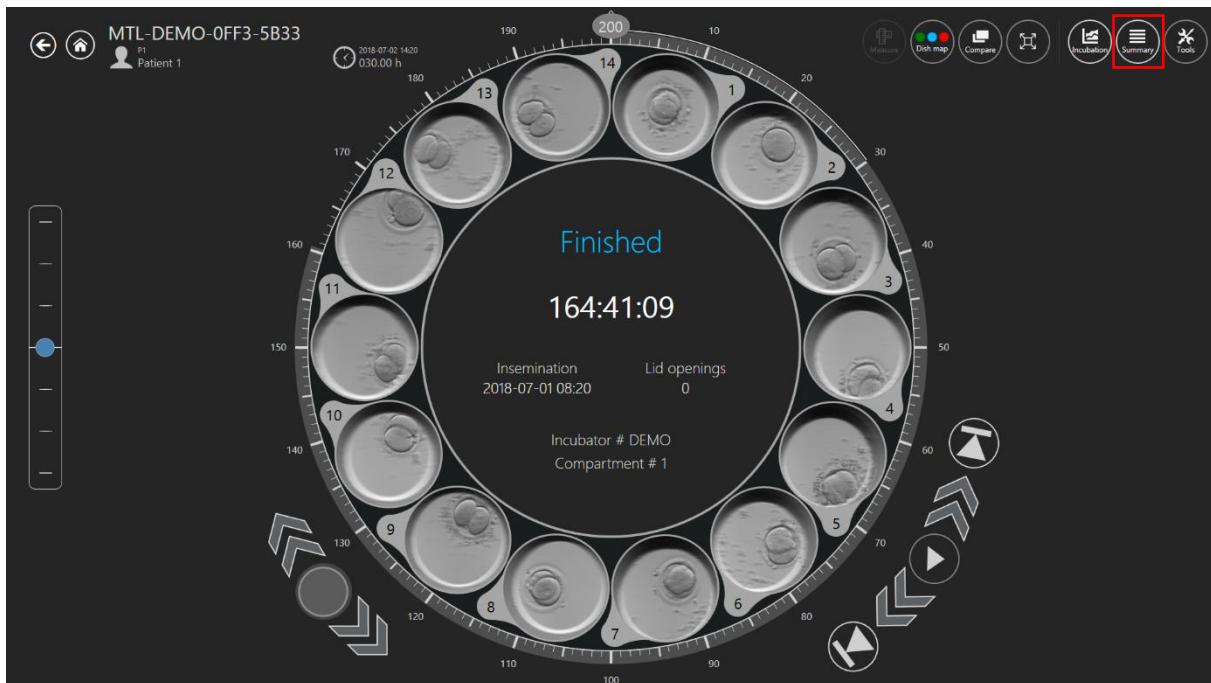 MTL-DEMO-0FF3-5B33
P1
Patient 1
2018-07-02 14:20
030.00 h
Measure
Dish map
Compare
Incubation
Summary
Tools
200
10
20
30
40
50
60
70
80
90
100
110
120
130
140
150
160
170
180
190
1
2
3
4
5
6
7
8
9
10
11
12
13
14
Finished
164:41:09
Insemination
2018-07-01 08:20
Lid openings
0
Incubator # DEMO
Compartment # 1